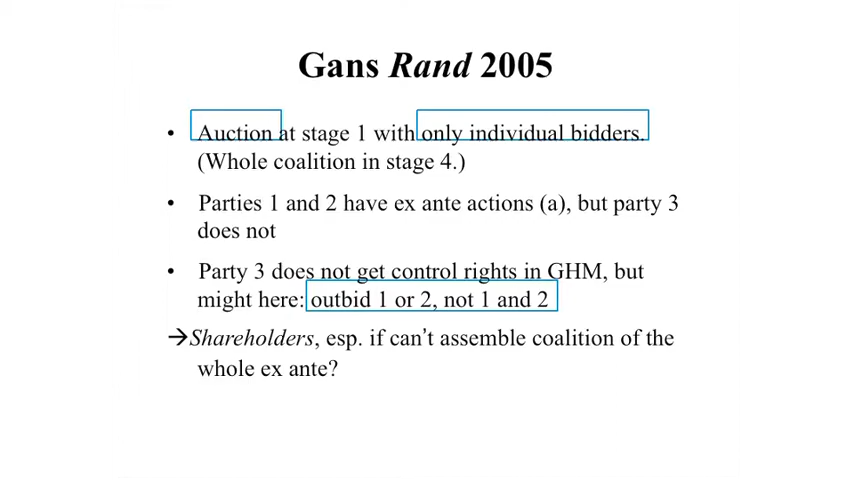 Gans Rand 2005
• Auction at stage 1 with only individual bidders.
(Whole coalition in stage 4.)
• Parties 1 and 2 have ex ante actions (a), but party 3
does not
• Party 3 does not get control rights in GHM, but
might here: outbid 1 or 2, not 1 and 2
→Shareholders, esp. if can’t assemble coalition of the
whole ex ante?